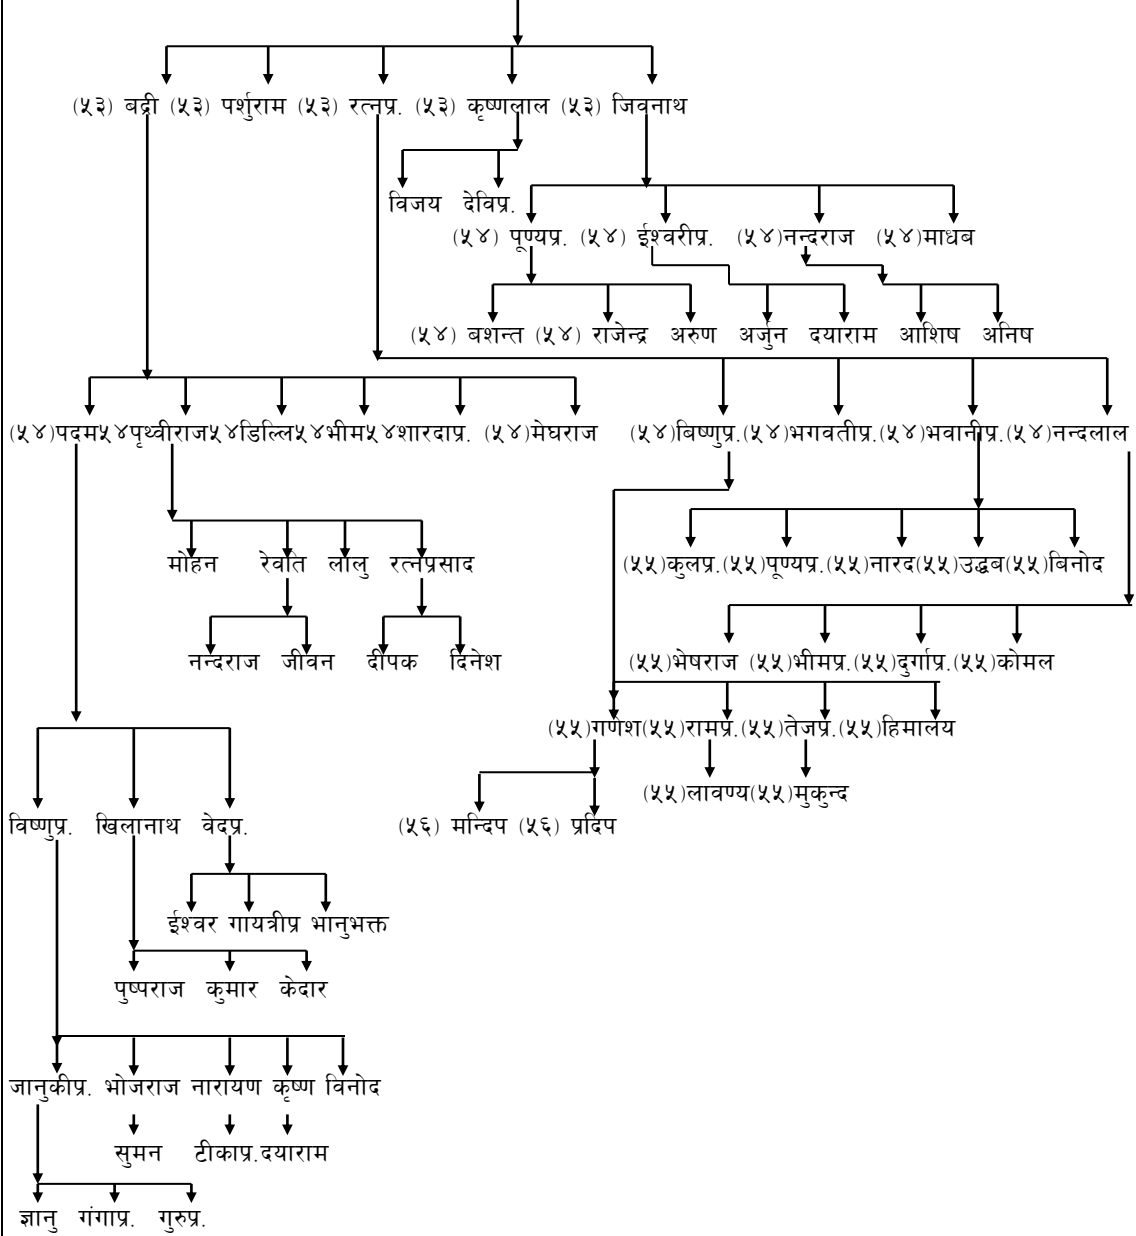 (५३) बद्री (५३) पर्शुराम (५३) रत्नप्र. (५३) कृष्णलाल (५३) जिवनाथ
विजय देविप्र.
(५४) पूण्यप्र. (५४) ईश्वरीप्र. (५४)नन्दराज (५४)माधब
(५४) बशन्त (५४) राजेन्द्र अरुण अर्जुन दयाराम आशिष अनिष
(५४)पदम५४पृथ्वीराज५४डिल्लि५४भीम५४शारदाप्र. (५४)मेघराज (५४)बिष्णुप्र.(५४)भगवतीप्र.(५४)भवानीप्र.(५४)नन्दलाल
मोहन रेवति लालु रत्नप्रसाद (५५)कुलप्र.(५५)पूण्यप्र.(५५)नारद(५५)उद्धब(५५)बिनोद
नन्दराज जीवन दीपक दिनेश (५५)भेषराज (५५)भीमप्र.(५५)दुर्गाप्र.(५५)कोमल
(५५)गणेश(५५)रामप्र.(५५)तेजप्र.(५५)हिमालय
(५५)लावण्य(५५)मुकुन्द
विष्णुप्र. खिलानाथ वेदप्र. (५६) मन्दिप (५६) प्रदिप
ईश्वर गायत्रीप्र भानुभक्त
पुष्पराज कुमार केदार
जानुकीप्र. भोजराज नारायण कृष्ण विनोद
सुमन टीकाप्र.दयाराम
ज्ञानु गंगाप्र. गुरुप्र.